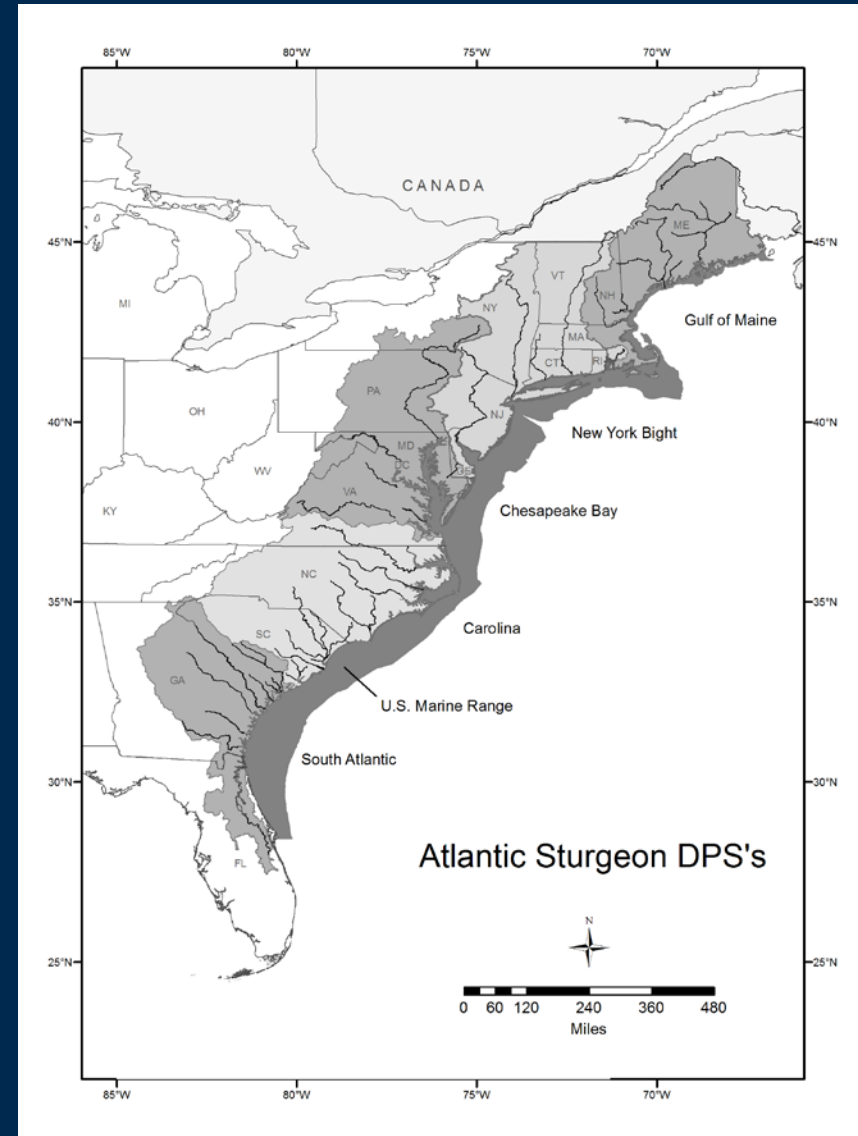 85°W 80°W 75°W 70°W
CANADA
45°N 45°N
ME
VT
NH
MI
NY
Gulf of Maine
MA
CT RI
40°N 40°N
PA
OH
NJ
New York Bight
MD
DC
DE
WV
VA
Chesapeake Bay
KY
NC
35°N 35°N
Carolina
SC
GA
U.S. Marine Range
South Atlantic
30°N 30°N
FL
Atlantic Sturgeon DPS's
N
25°N 25°N
0 60 120 240 360 480
Miles
85°W 80°W 75°W 70°W